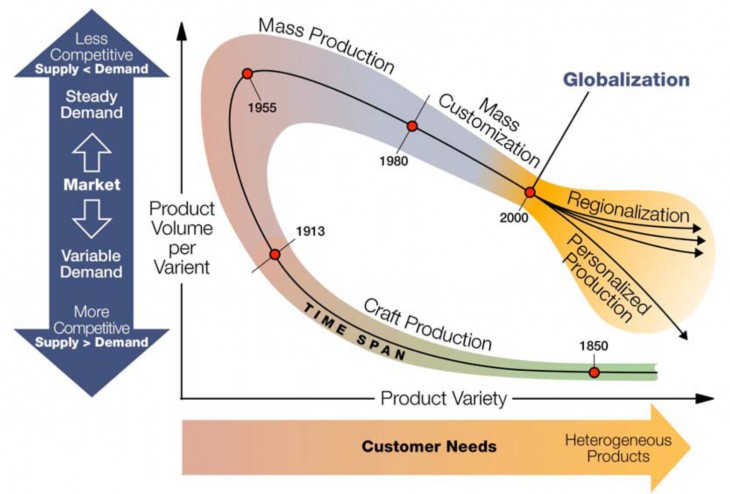 Less
Competitive
Supply < Demand
Steady
Demand
Market
Variable
Demand
More
Competitive
Supply > Demand
Product
Volume
per
Varient
Mass Production
1955
1980
Mass
Customization
Globalization
2000
Regionalization
Personalized
Production
1913
Craft Production
TIME SPAN
1850
Product Variety
Customer Needs
Heterogeneous
Products